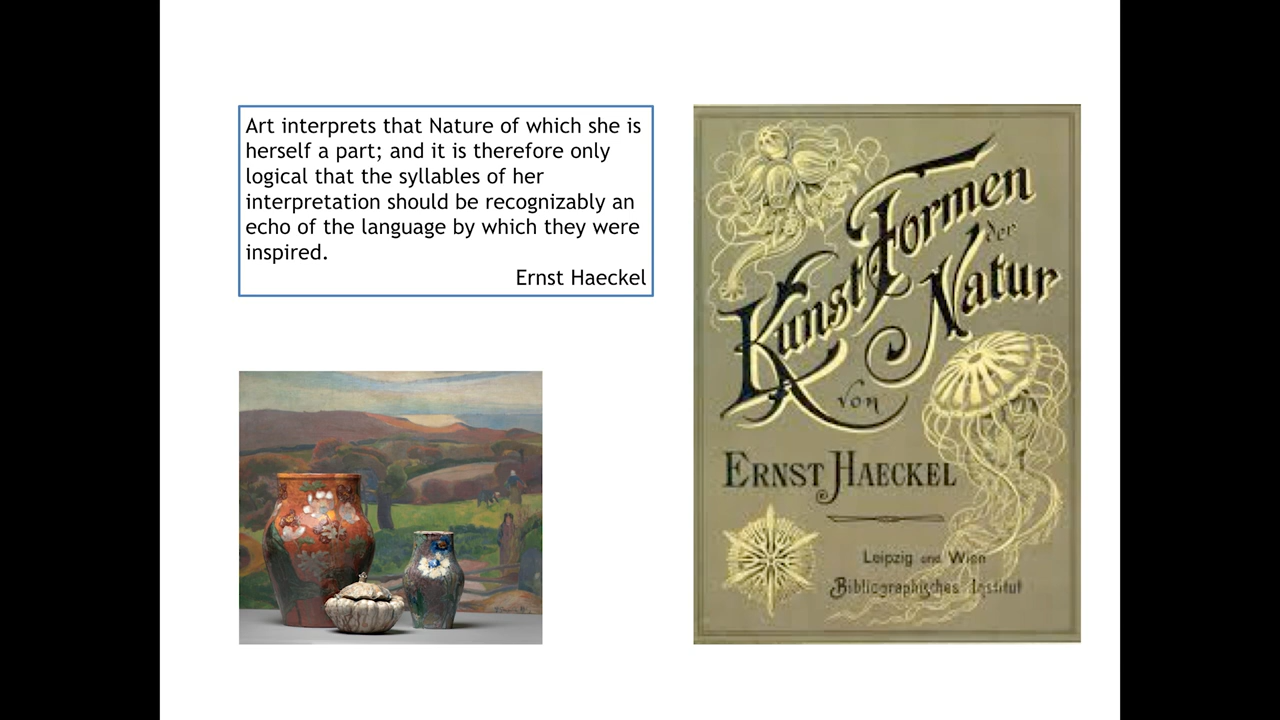 Art interprets that Nature of which she is
herself a part; and it is therefore only
logical that the syllables of her
interpretation should be recognizably an
echo of the language by which they were
inspired.
Ernst Haeckel
Kunst Formen
der
Natur
von
ERNST HAECKEL
Leipzig und Wien
Bibliographisches Institut